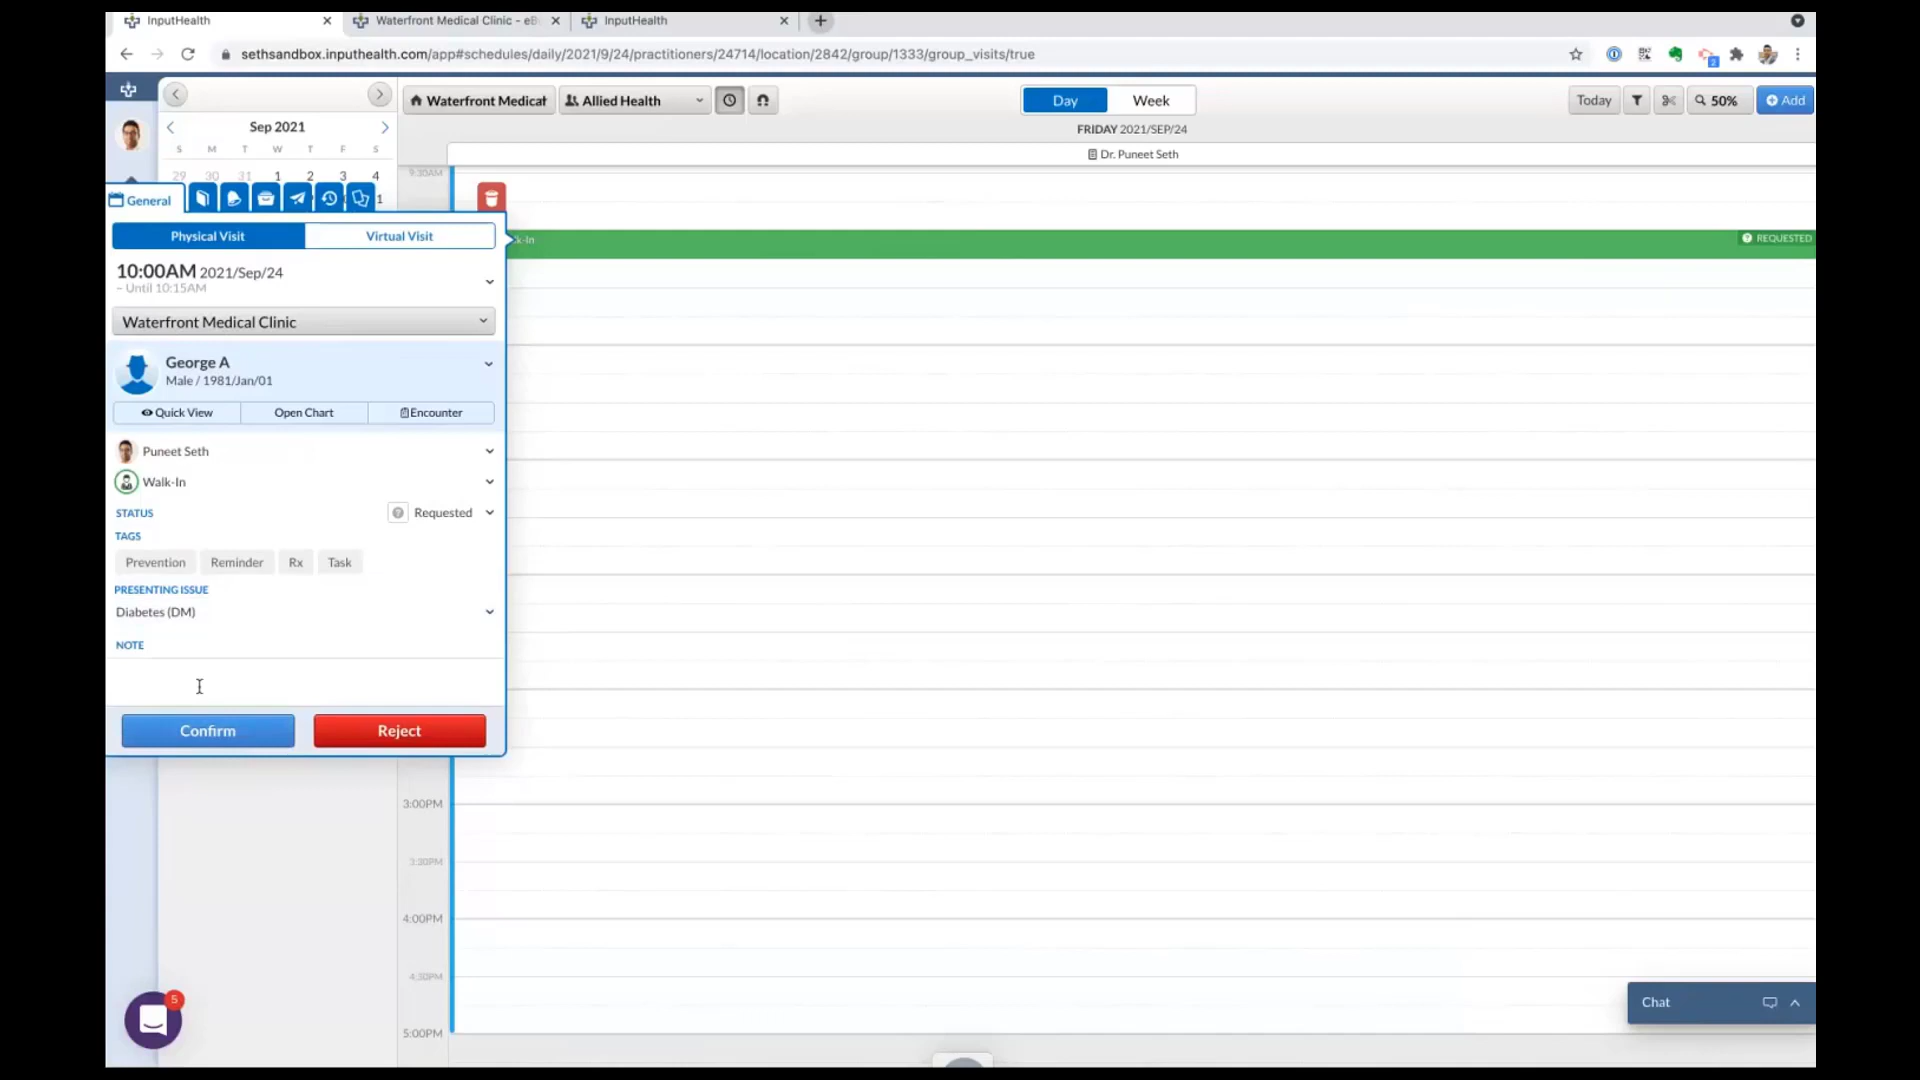 InputHealth
Waterfront Medical Clinic - eB
InputHealth
sethsandbox.inputhealth.com/app#schedules/daily/2021/9/24/practitioners/24714/location/2842/group/1333/group_visits/true
2
Waterfront Medical
Allied Health
Day
Week
Today
50%
Add
Sep 2021
FRIDAY 2021/SEP/24
S M T W T F S
Dr. Puneet Seth
29 30 31 1 2 3 4
9:30AM
General
1
Physical Visit
Virtual Visit
k-In
REQUESTED
10:00AM 2021/Sep/24
~ Until 10:15AM
Waterfront Medical Clinic
George A
Male / 1981/Jan/01
Quick View
Open Chart
Encounter
Puneet Seth
Walk-In
STATUS
Requested
TAGS
Prevention
Reminder
Rx
Task
PRESENTING ISSUE
Diabetes (DM)
NOTE
Confirm
Reject
3:00PM
3:30PM
4:00PM
4:30PM
5:00PM
5
Chat